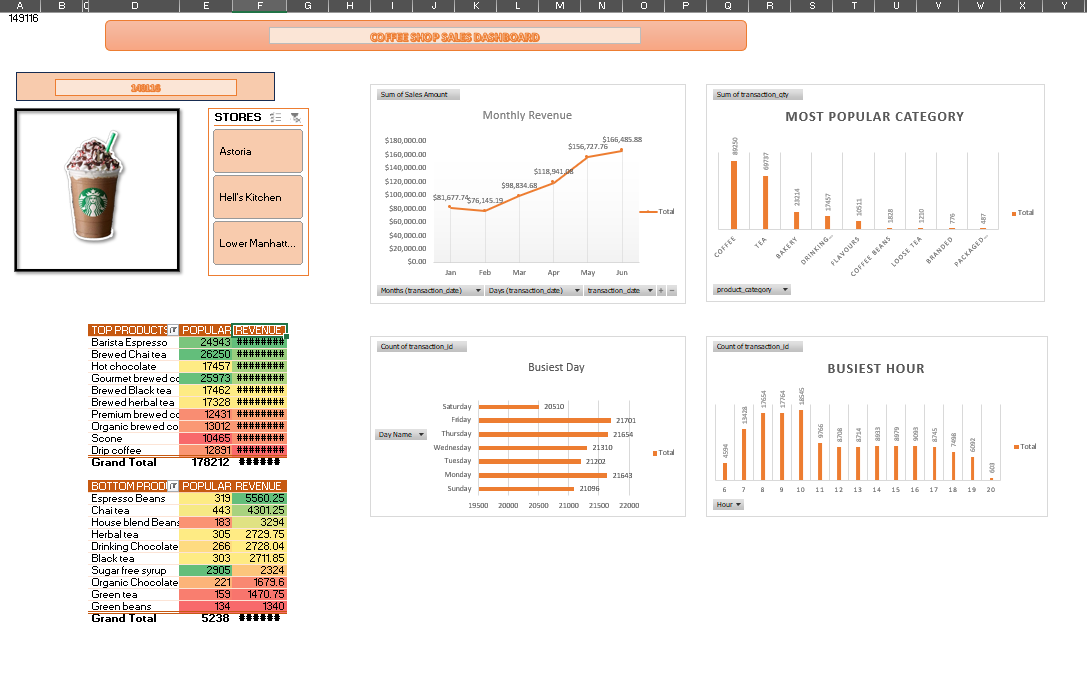 A B C D E F G H I J K L M N O P Q R S T U V W X Y
149116
COFFEE SHOP SALES DASHBOARD
149116
STORES
Astoria
Hell's Kitchen
Lower Manhatt...
Sum of Sales Amount
Monthly Revenue
$180,000.00
$160,000.00
$140,000.00
$120,000.00
$100,000.00
$80,000.00
$60,000.00
$40,000.00
$20,000.00
$0.00
$81,677.74
$76,145.19
$98,834.68
$118,941.08
$156,727.76
$166,485.88
Total
Jan Feb Mar Apr May Jun
Months (transaction_date) Days (transaction_date) transaction_date + −
Sum of transaction_qty
MOST POPULAR CATEGORY
89250 69737 23214 17457 10511 1828 1210 776 487
Total
COFFEE TEA BAKERY DRINKING... FLAVOURS COFFEE BEANS LOOSE TEA BRANDED PACKAGED...
product_category
TOP PRODUCTS POPULAR REVENUE
Barista Espresso 24943 ########
Brewed Chai tea 26250 ########
Hot chocolate 17457 ########
Gourmet brewed co 25973 ########
Brewed Black tea 17462 ########
Brewed herbal tea 17328 ########
Premium brewed co 12431 ########
Organic brewed co 13012 ########
Scone 10465 ########
Drip coffee 12891 ########
Grand Total 178212 ######
BOTTOM PROD POPULAR REVENUE
Espresso Beans 319 5560.25
Chai tea 443 4301.25
House blend Beans 183 3294
Herbal tea 305 2729.75
Drinking Chocolate 266 2728.04
Black tea 303 2711.85
Sugar free syrup 2905 2324
Organic Chocolate 221 1679.6
Green tea 159 1470.75
Green beans 134 1340
Grand Total 5238 ######
Count of transaction_id
Busiest Day
Day Name
Saturday 20510
Friday 21701
Thursday 21654
Wednesday 21310
Tuesday 21202
Monday 21643
Sunday 21096
Total
19500 20000 20500 21000 21500 22000
Count of transaction_id
BUSIEST HOUR
4594 13428 17654 17764 18545 9766 8708 8714 8933 8979 9093 8745 7498 6092 603
Total
6 7 8 9 10 11 12 13 14 15 16 17 18 19 20
Hour